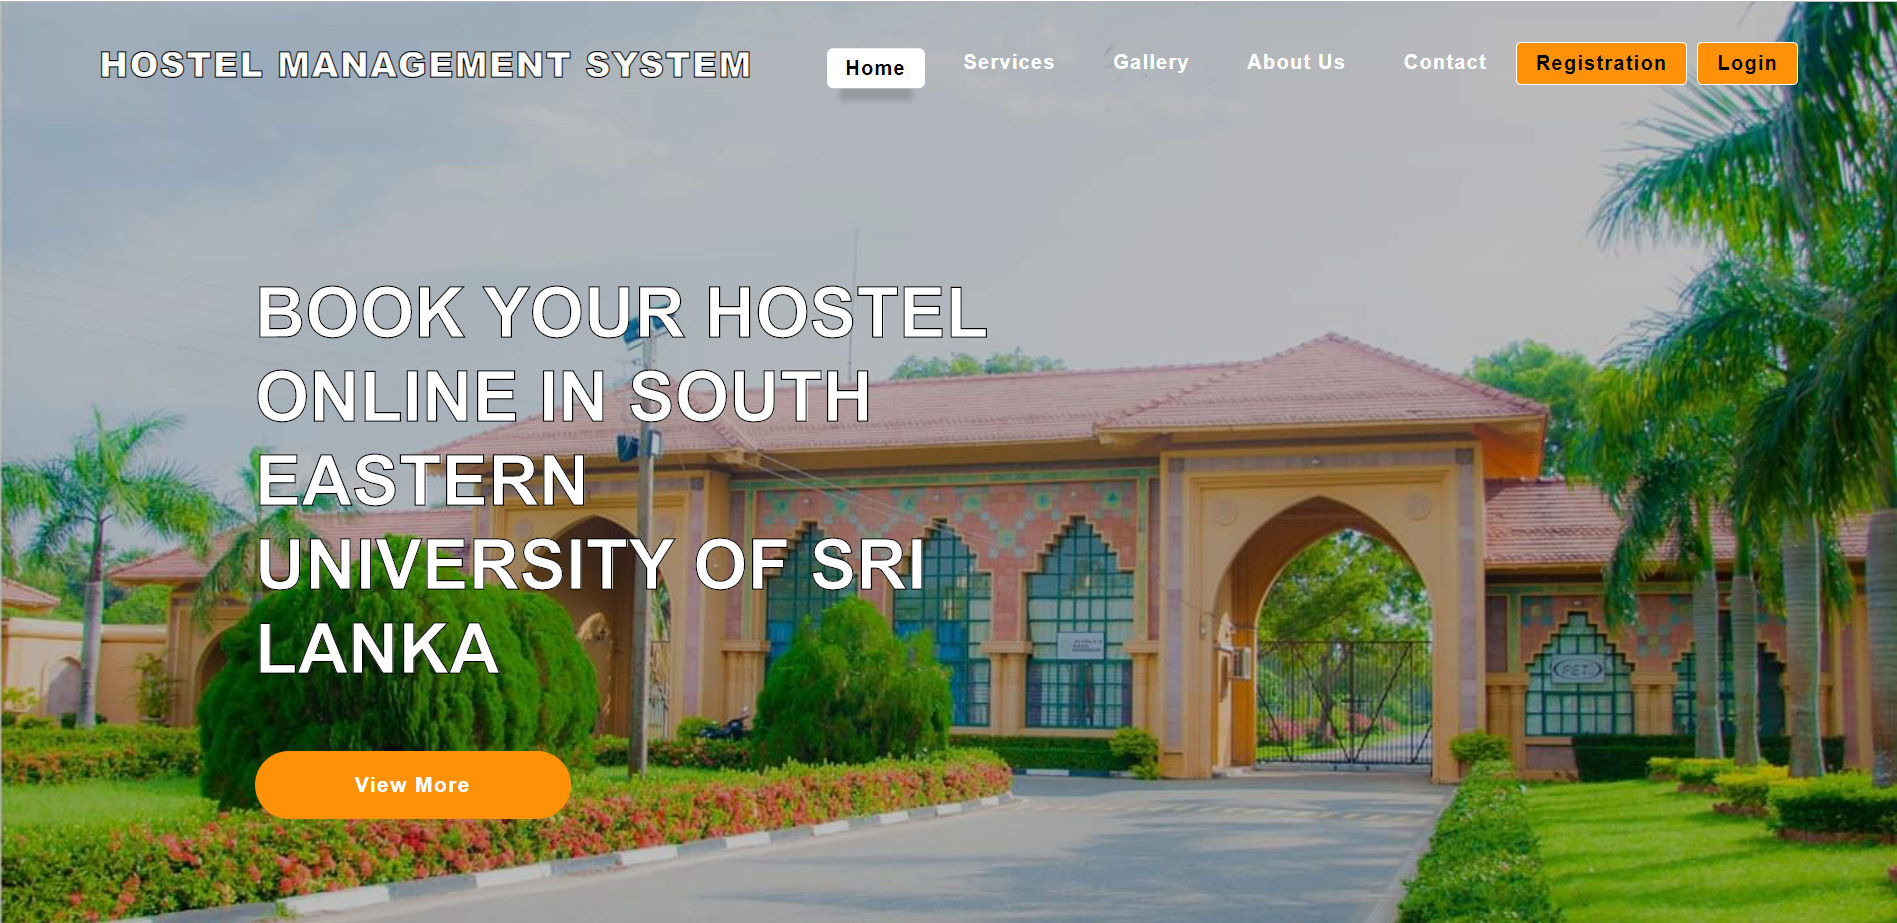 HOSTEL MANAGEMENT SYSTEM
Home
Services
Gallery
About Us
Contact
Registration
Login
BOOK YOUR HOSTEL
ONLINE IN SOUTH
EASTERN
UNIVERSITY OF SRI
LANKA
View More